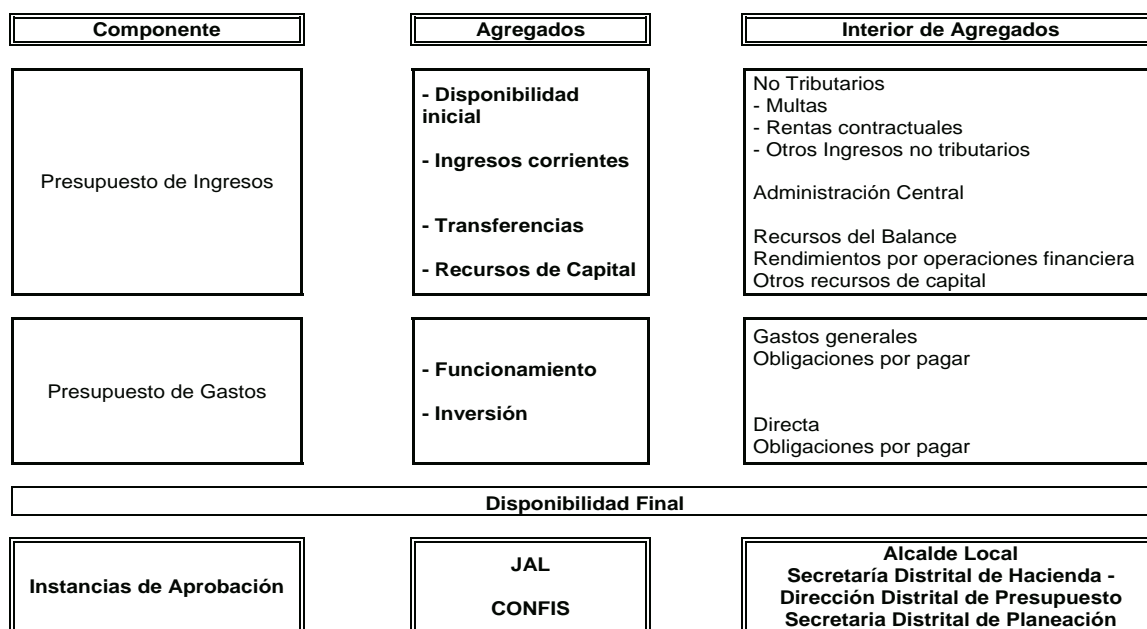 Componente
Agregados
Interior de Agregados
Presupuesto de Ingresos
- Disponibilidad
inicial
- Ingresos corrientes
- Transferencias
- Recursos de Capital
No Tributarios
- Multas
- Rentas contractuales
- Otros Ingresos no tributarios
Administración Central
Recursos del Balance
Rendimientos por operaciones financiera
Otros recursos de capital
Presupuesto de Gastos
- Funcionamiento
- Inversión
Gastos generales
Obligaciones por pagar
Directa
Obligaciones por pagar
Disponibilidad Final
Instancias de Aprobación
JAL
CONFIS
Alcalde Local
Secretaría Distrital de Hacienda -
Dirección Distrital de Presupuesto
Secretaria Distrital de Planeación